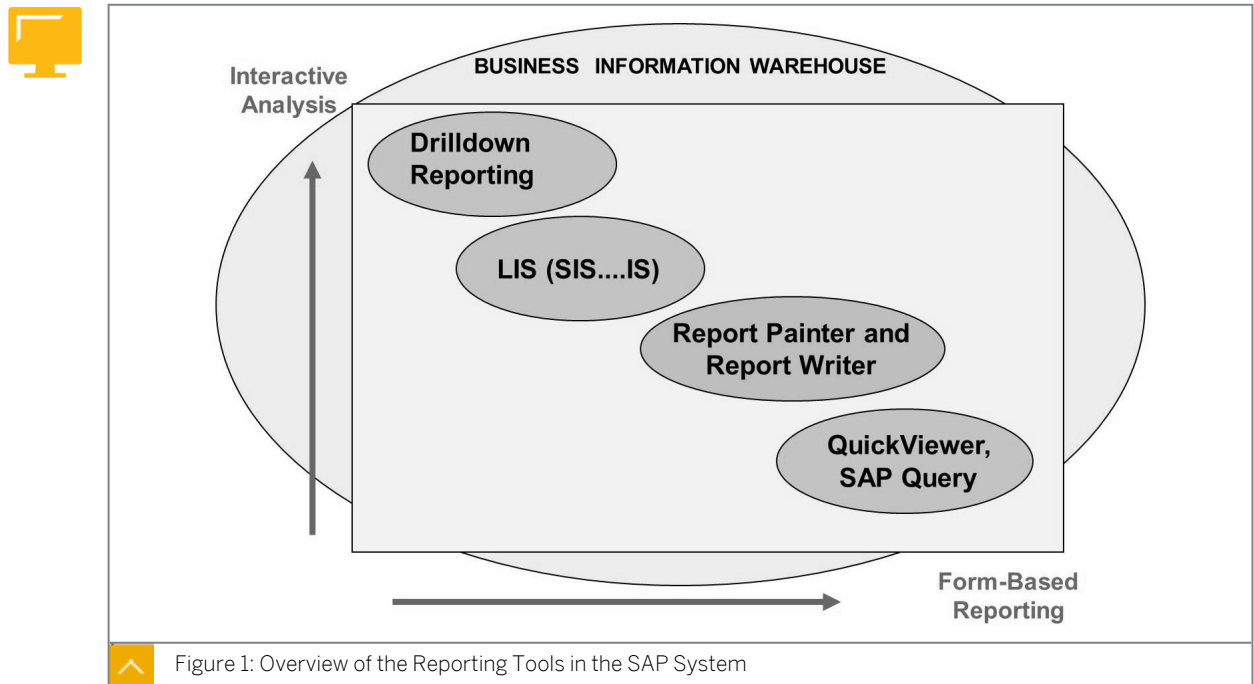 BUSINESS INFORMATION WAREHOUSE
Interactive
Analysis
Drilldown
Reporting
LIS (SIS....IS)
Report Painter and
Report Writer
QuickViewer,
SAP Query
Form-Based
Reporting
Figure 1: Overview of the Reporting Tools in the SAP System